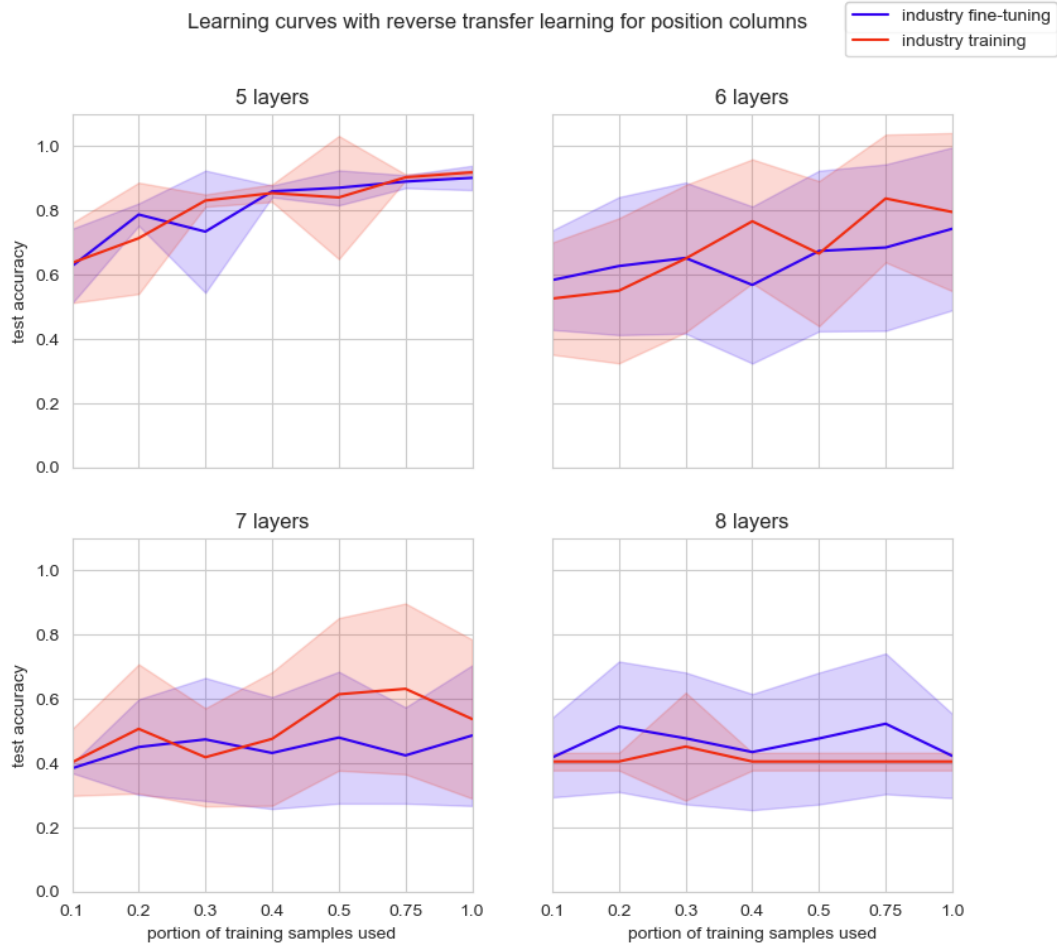 Learning curves with reverse transfer learning for position columns
industry fine-tuning
industry training
5 layers
6 layers
1.0
0.8
0.6
0.4
0.2
0.0
test accuracy
7 layers
8 layers
1.0
0.8
0.6
0.4
0.2
0.0
test accuracy
0.1 0.2 0.3 0.4 0.5 0.75 1.0
0.1 0.2 0.3 0.4 0.5 0.75 1.0
portion of training samples used
portion of training samples used